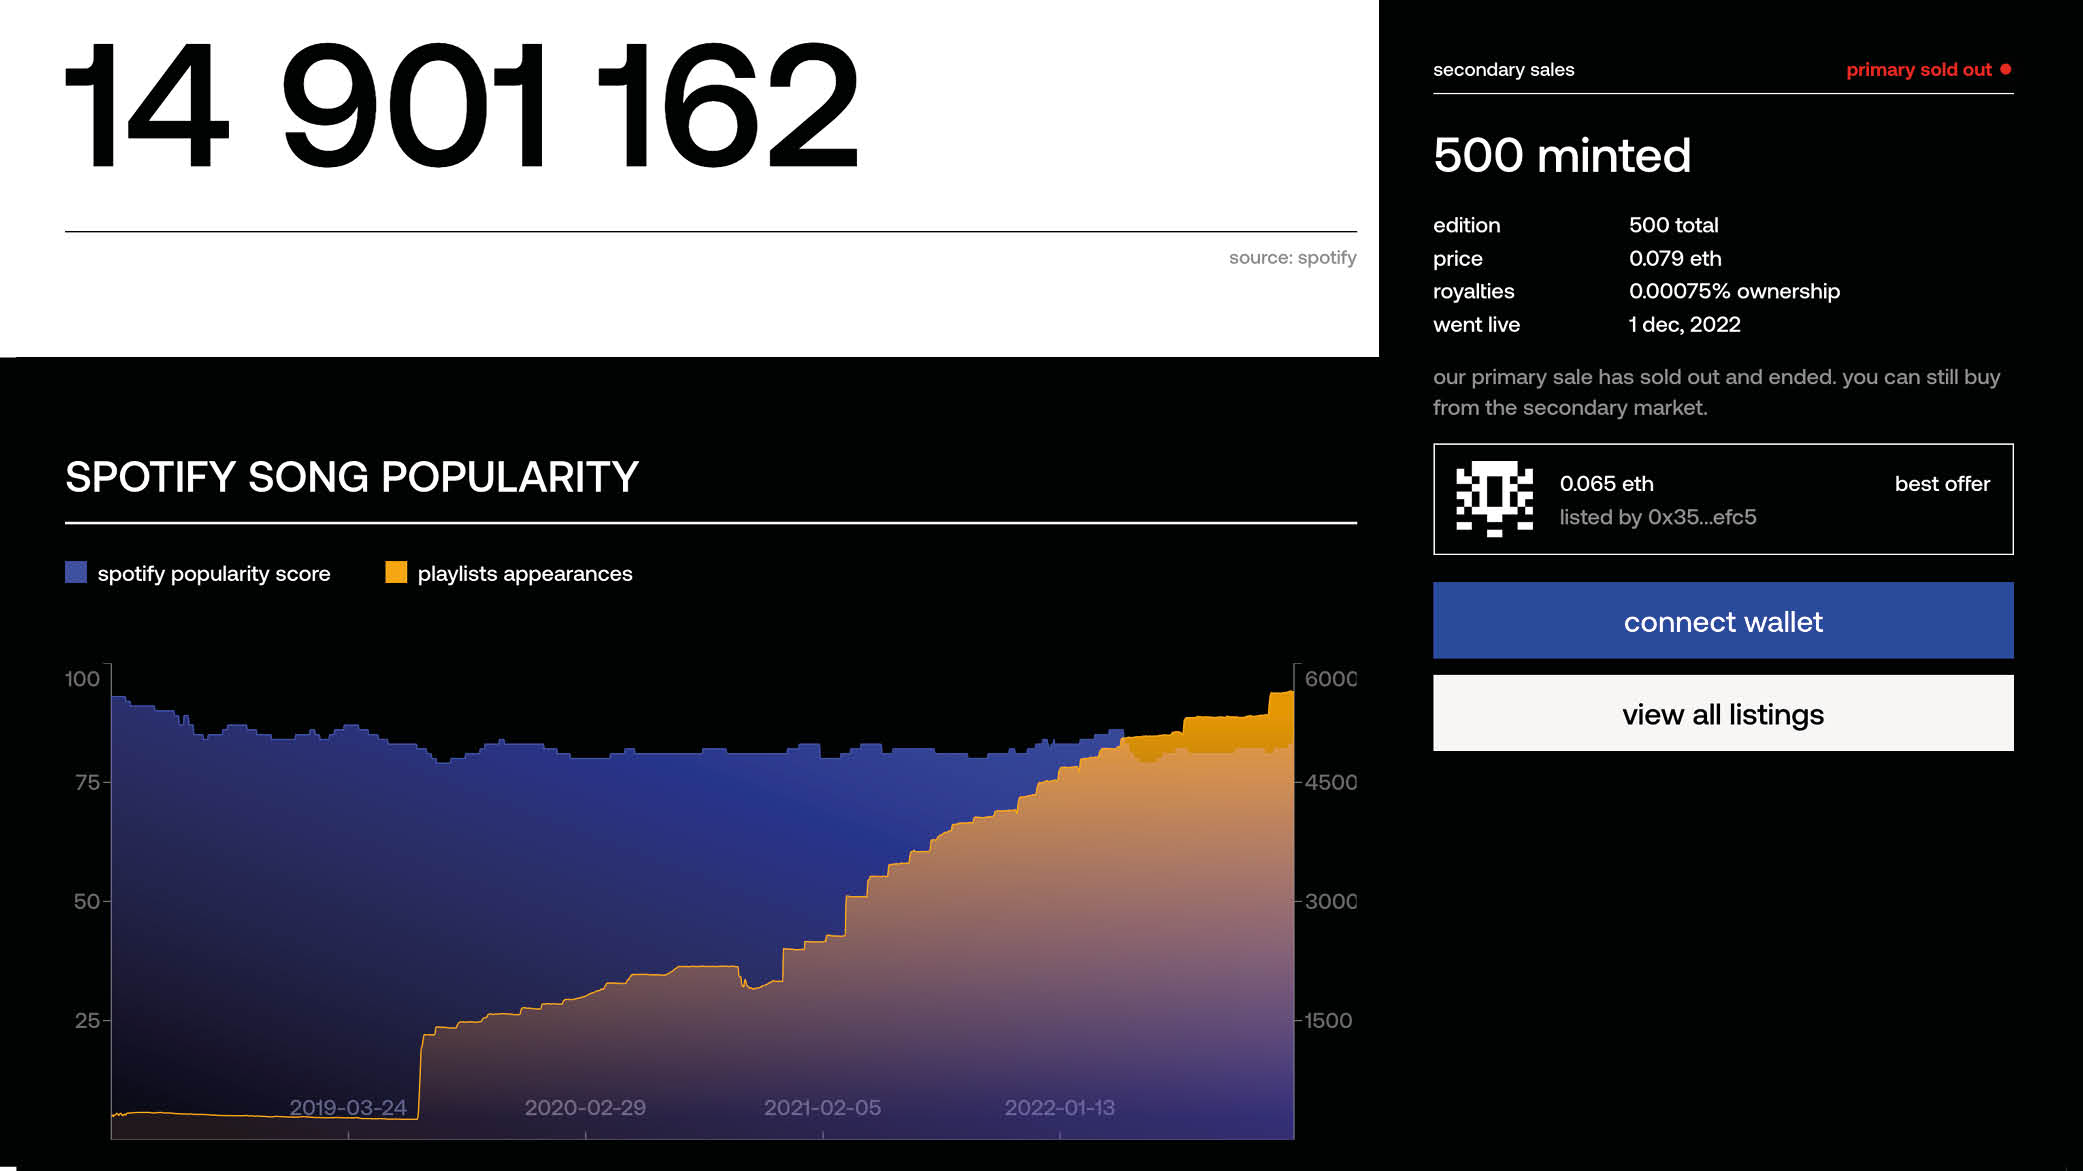 14 901 162
source: spotify
SPOTIFY SONG POPULARITY
spotify popularity score
playlists appearances
100
75
50
25
6000
4500
3000
1500
2019-03-24
2020-02-29
2021-02-05
2022-01-13
secondary sales
primary sold out
500 minted
edition 500 total
price 0.079 eth
royalties 0.00075% ownership
went live 1 dec, 2022
our primary sale has sold out and ended. you can still buy
from the secondary market.
0.065 eth best offer
listed by 0x35...efc5
connect wallet
view all listings